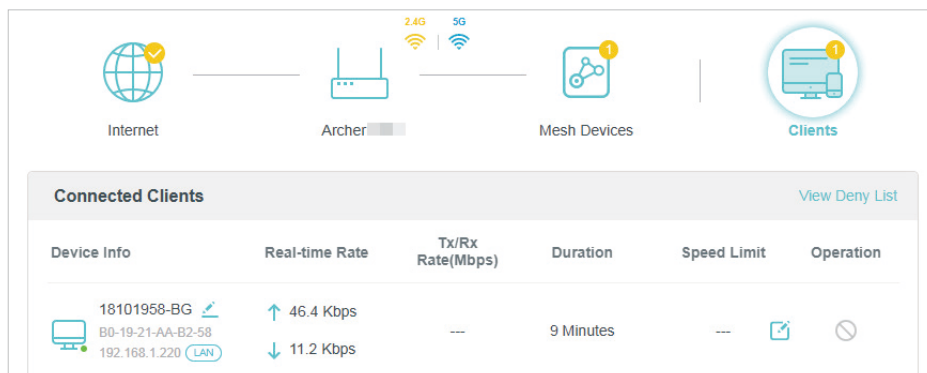 2.4G 5G
1 1
Internet Archer Mesh Devices Clients
Connected Clients View Deny List
Device Info Real-time Rate Tx/Rx Rate(Mbps) Duration Speed Limit Operation
18101958-BG 46.4 Kbps
B0-19-21-AA-B2-58 --- 9 Minutes ---
192.168.1.220 LAN 11.2 Kbps